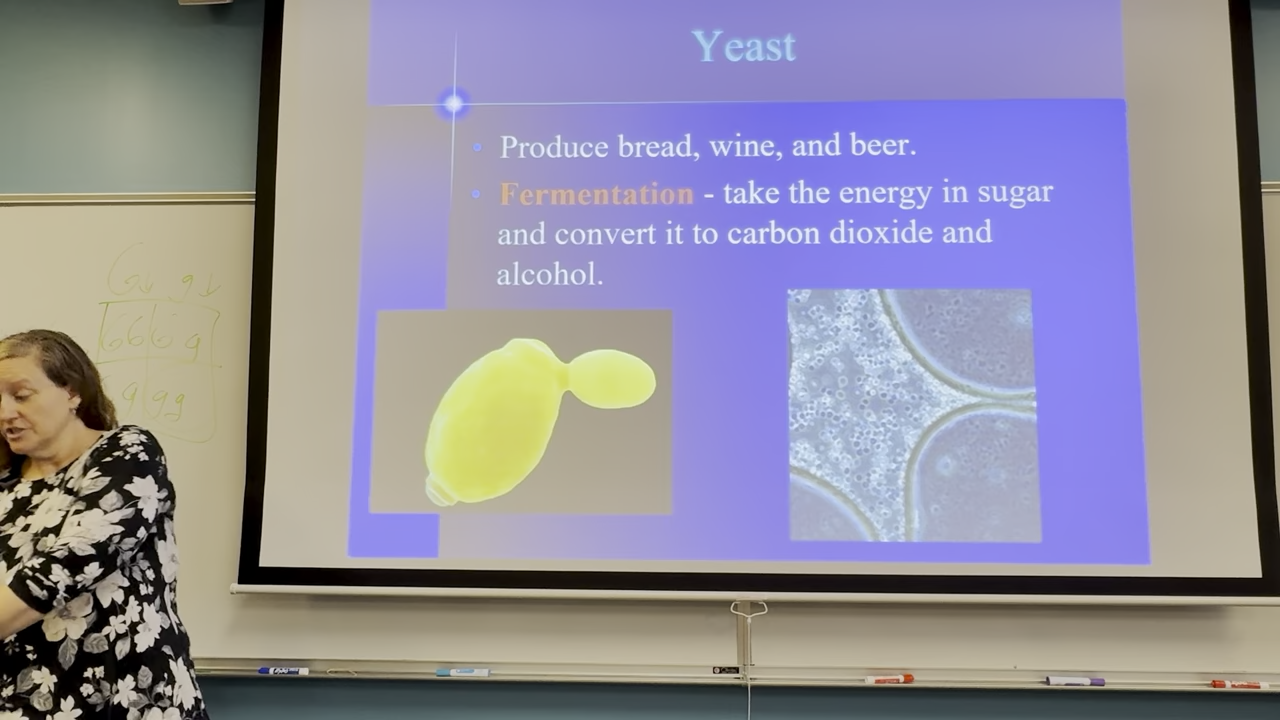 Yeast
Produce bread, wine, and beer.
Fermentation - take the energy in sugar
and convert it to carbon dioxide and
alcohol.